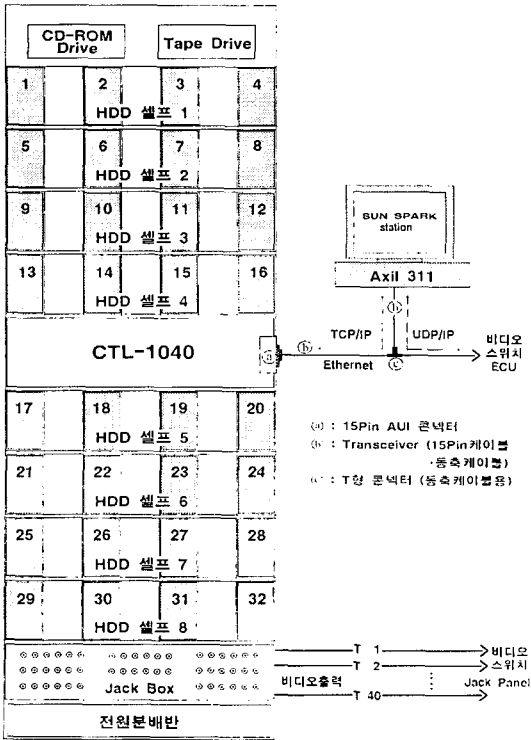 CD-ROM
Drive
Tape Drive
1 2 3 4
HDD 셀프 1
5 6 7 8
HDD 셀프 2
9 10 11 12
HDD 셀프 3
13 14 15 16
HDD 셀프 4
CTL-1040
17 18 19 20
HDD 셀프 5
21 22 23 24
HDD 셀프 6
25 26 27 28
HDD 셀프 7
29 30 31 32
HDD 셀프 8
Jack Box
전원분배반
SUN SPARK
station
Axil 311
ⓑ
TCP/IP
UDP/IP
ⓐ
ⓑ
Ethernet
ⓒ
비디오
스위치
ECU
ⓐ : 15Pin AUI 콘넥터
ⓑ : Transceiver (15Pin케이블
·동축케이블)
ⓒ : T형 콘넥터 (동축케이블용)
T 1
T 2
비디오출력
T 40
비디오
스위치
Jack Panel